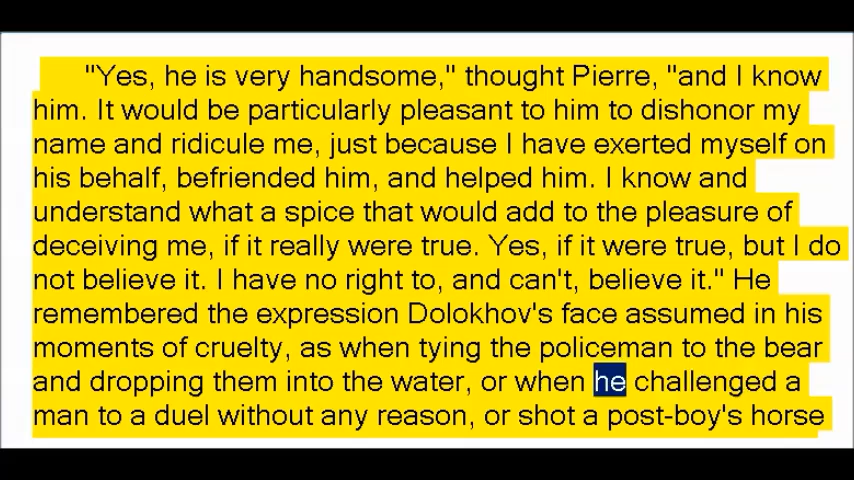 "Yes, he is very handsome," thought Pierre, "and I know
him. It would be particularly pleasant to him to dishonor my
name and ridicule me, just because I have exerted myself on
his behalf, befriended him, and helped him. I know and
understand what a spice that would add to the pleasure of
deceiving me, if it really were true. Yes, if it were true, but I do
not believe it. I have no right to, and can't, believe it." He
remembered the expression Dolokhov's face assumed in his
moments of cruelty, as when tying the policeman to the bear
and dropping them into the water, or when he challenged a
man to a duel without any reason, or shot a post-boy's horse